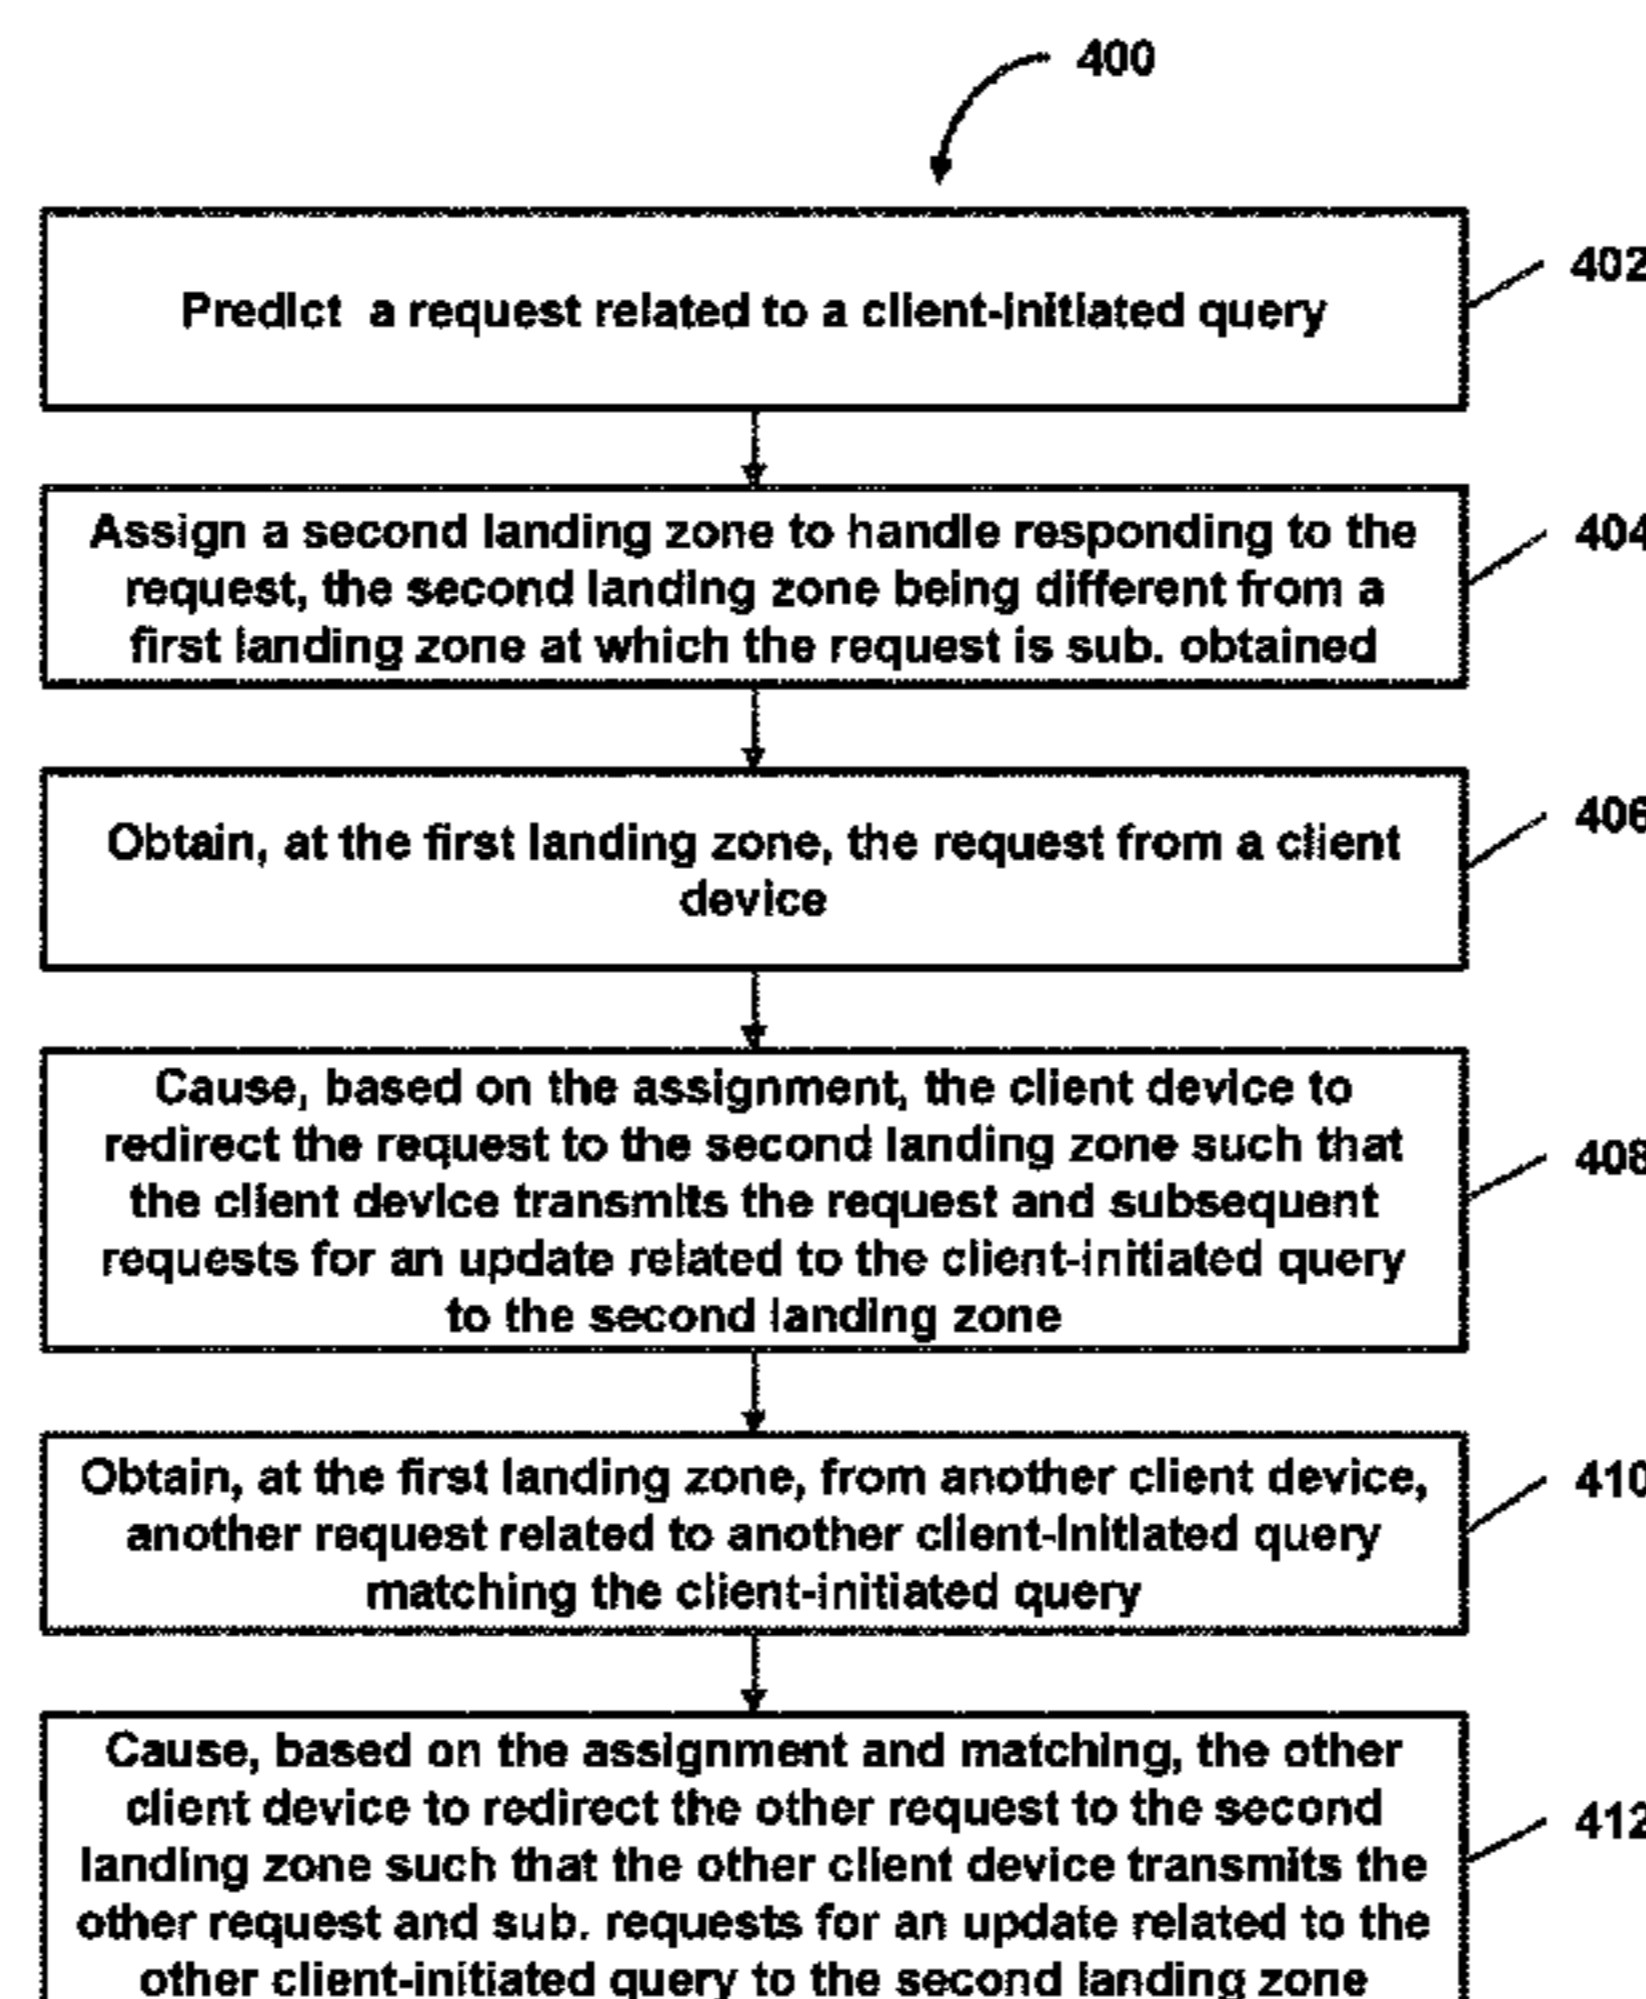 400
Predict a request related to a client-initiated query
402
Assign a second landing zone to handle responding to the
request, the second landing zone being different from a
first landing zone at which the request is sub. obtained
404
Obtain, at the first landing zone, the request from a client
device
406
Cause, based on the assignment, the client device to
redirect the request to the second landing zone such that
the client device transmits the request and subsequent
requests for an update related to the client-initiated query
to the second landing zone
408
Obtain, at the first landing zone, from another client device,
another request related to another client-initiated query
matching the client-initiated query
410
Cause, based on the assignment and matching, the other
client device to redirect the other request to the second
landing zone such that the other client device transmits the
other request and sub. requests for an update related to the
other client-initiated query to the second landing zone
412